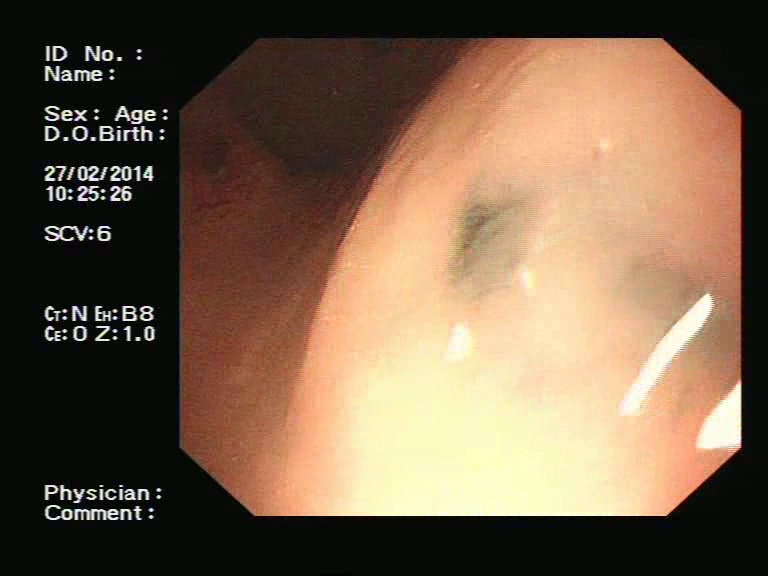 ID No. :
Name:
Sex: Age:
D.O.Birth:
27/02/2014
10:25:26
SCV:6
CT:N EH:B8
CE:0 Z:1.0
Physician:
Comment: